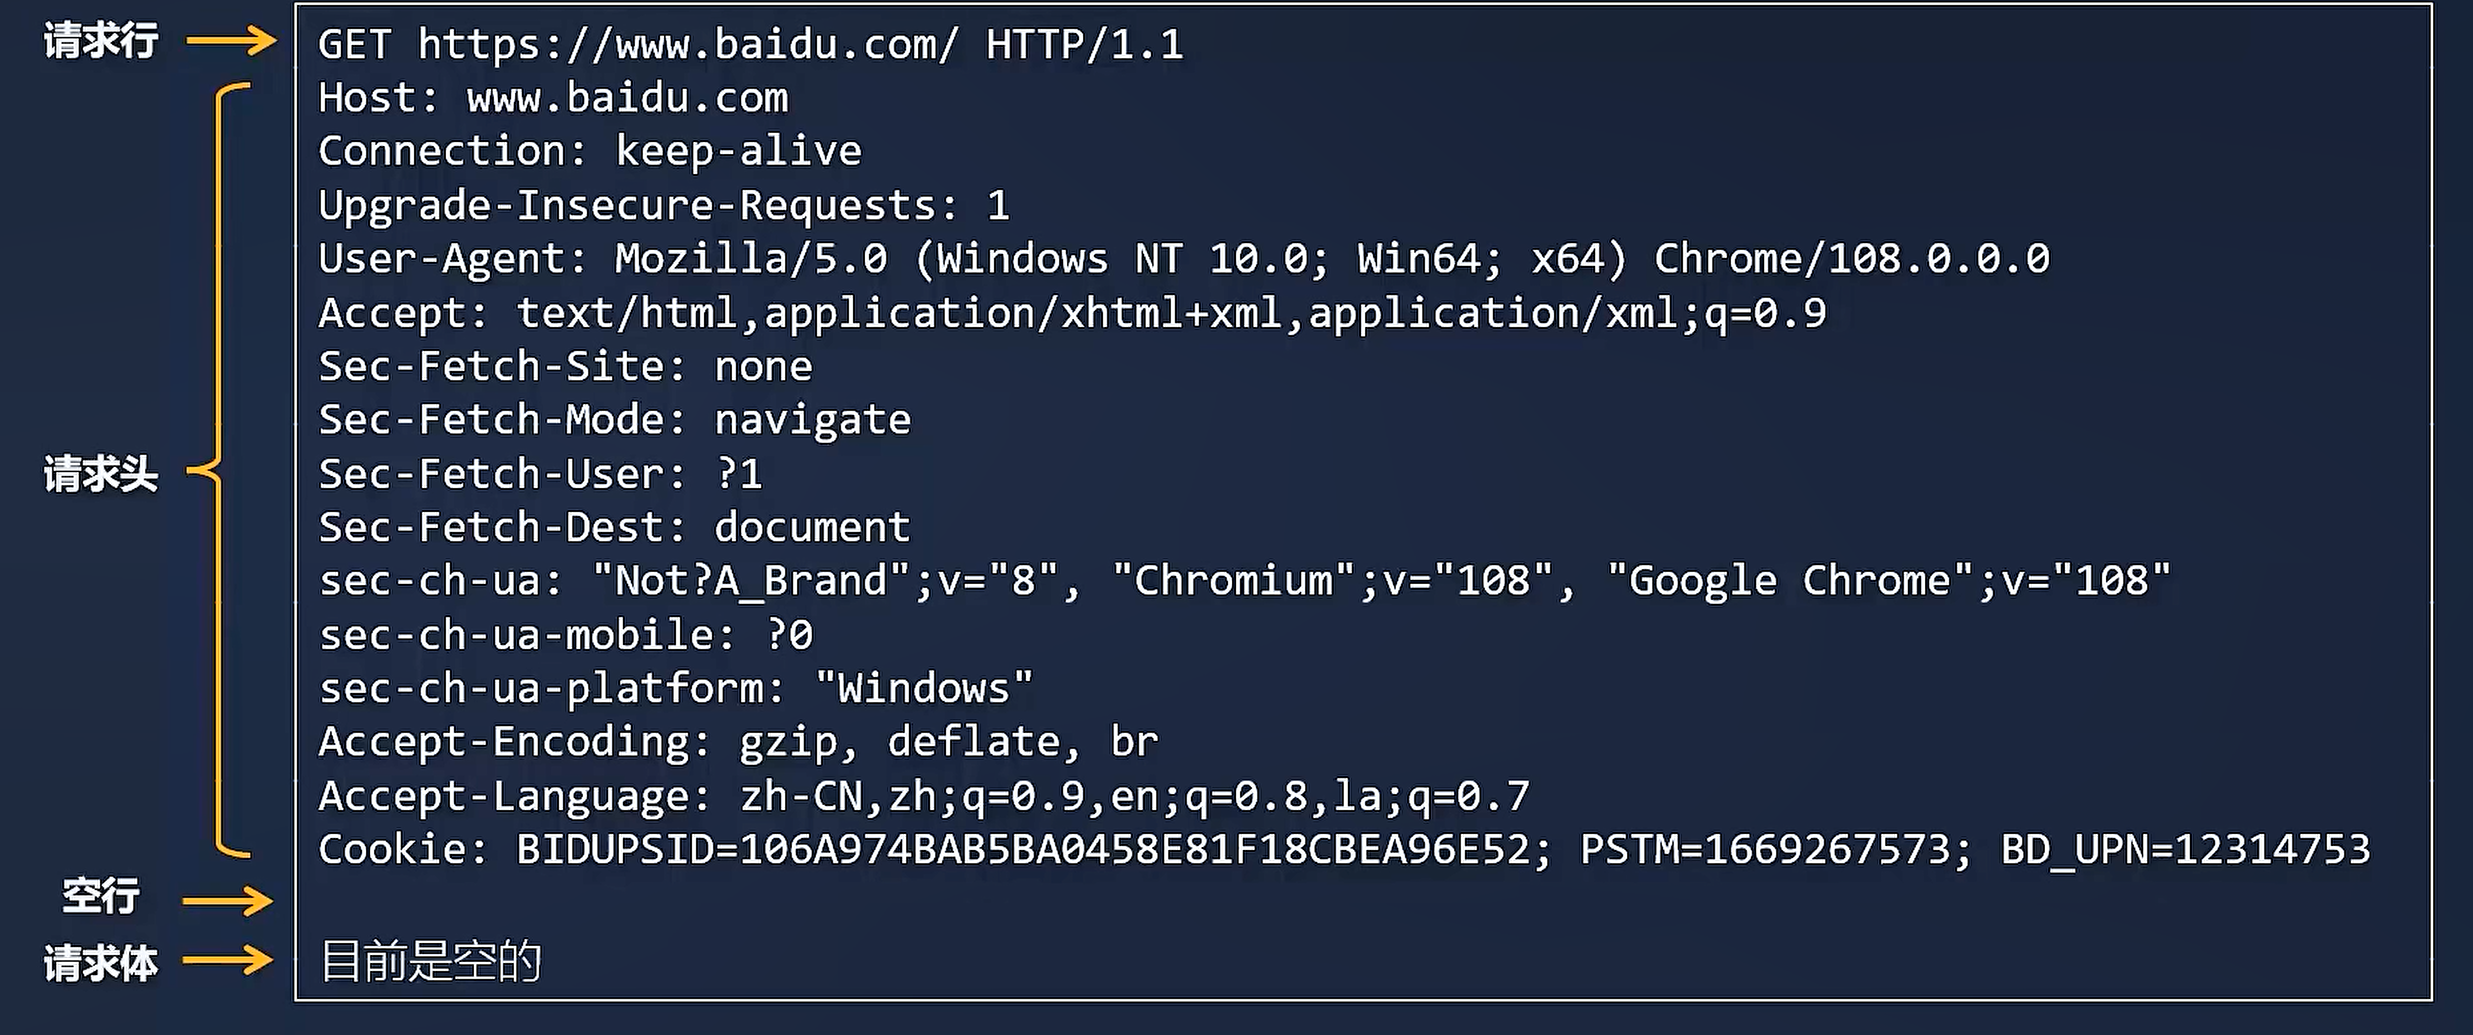 请求行 GET https://www.baidu.com/ HTTP/1.1
Host: www.baidu.com
Connection: keep-alive
Upgrade-Insecure-Requests: 1
User-Agent: Mozilla/5.0 (Windows NT 10.0; Win64; x64) Chrome/108.0.0.0
Accept: text/html,application/xhtml+xml,application/xml;q=0.9
Sec-Fetch-Site: none
Sec-Fetch-Mode: navigate
请求头 Sec-Fetch-User: ?1
Sec-Fetch-Dest: document
sec-ch-ua: "Not?A_Brand";v="8", "Chromium";v="108", "Google Chrome";v="108"
sec-ch-ua-mobile: ?0
sec-ch-ua-platform: "Windows"
Accept-Encoding: gzip, deflate, br
Accept-Language: zh-CN,zh;q=0.9,en;q=0.8,la;q=0.7
Cookie: BIDUPSID=106A974BAB5BA0458E81F18CBEA96E52; PSTM=1669267573; BD_UPN=12314753
空行
请求体 目前是空的